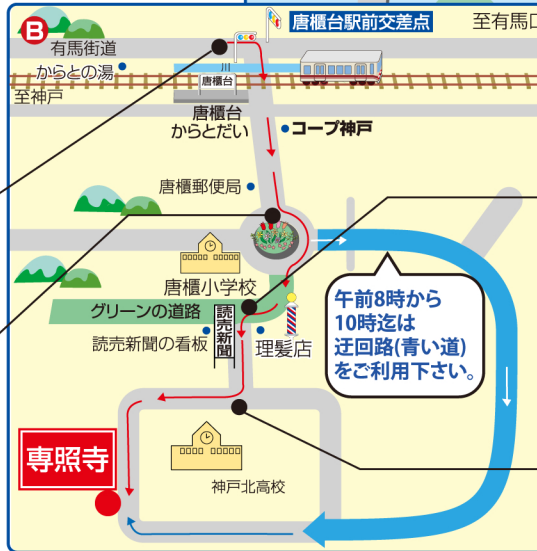 B
唐櫃台駅前交差点
至有馬口
有馬街道
からとの湯
川
唐櫃台
至神戸
唐櫃台
からとだい
コープ神戸
唐櫃郵便局
唐櫃小学校
グリーンの道路
読売新聞の看板
読売新聞
理髪店
午前8時から
10時迄は
迂回路(青い道)
をご利用下さい。
専照寺
神戸北高校